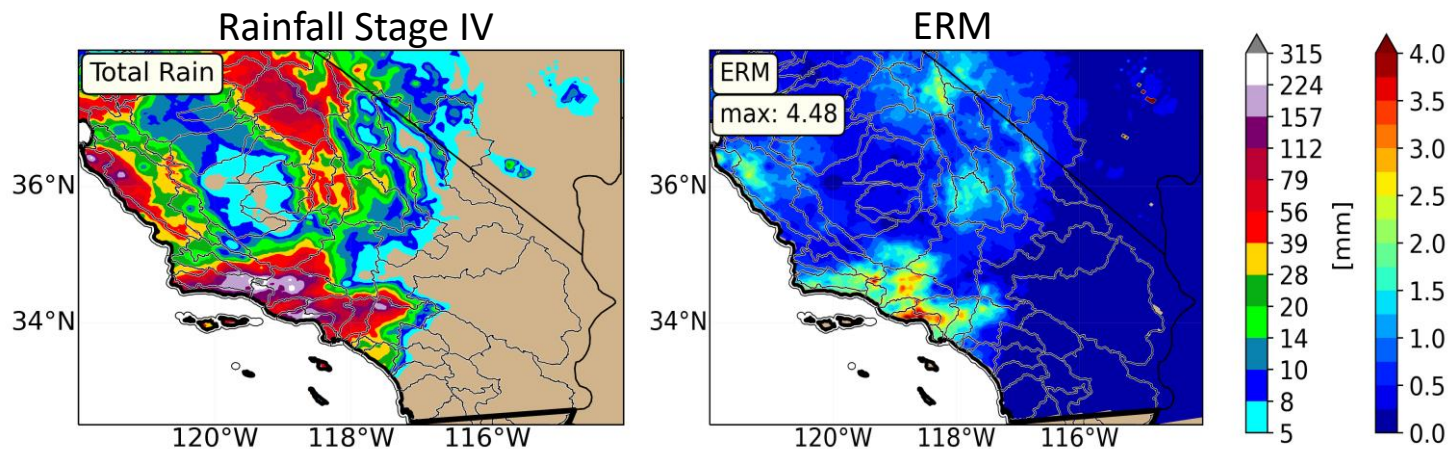 Rainfall Stage IV
ERM
Total Rain
ERM
max: 4.48
36°N
34°N
120°W
118°W
116°W
36°N
34°N
120°W
118°W
116°W
315
224
157
112
79
56
39
28
20
14
10
8
5
[mm]
4.0
3.5
3.0
2.5
2.0
1.5
1.0
0.5
0.0